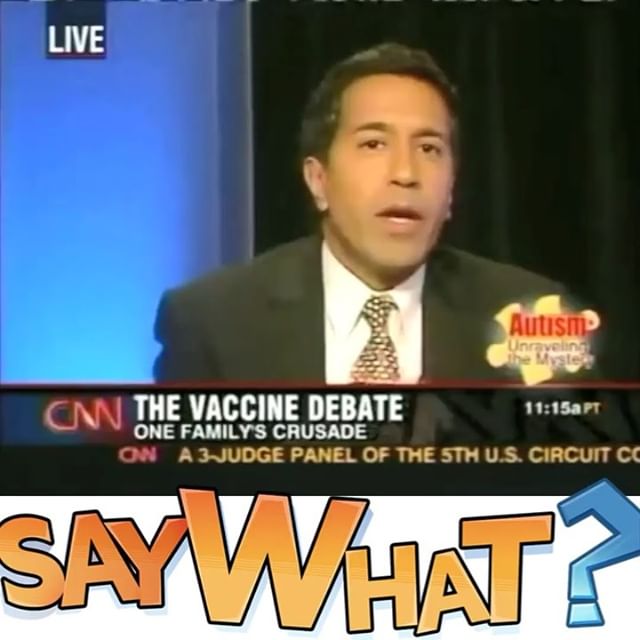 LIVE
Autism
Unraveling
the Mystery
CNN THE VACCINE DEBATE 11:15a PT
ONE FAMILY'S CRUSADE
CNN A 3-JUDGE PANEL OF THE 5TH U.S. CIRCUIT CO
SAY WHAT?